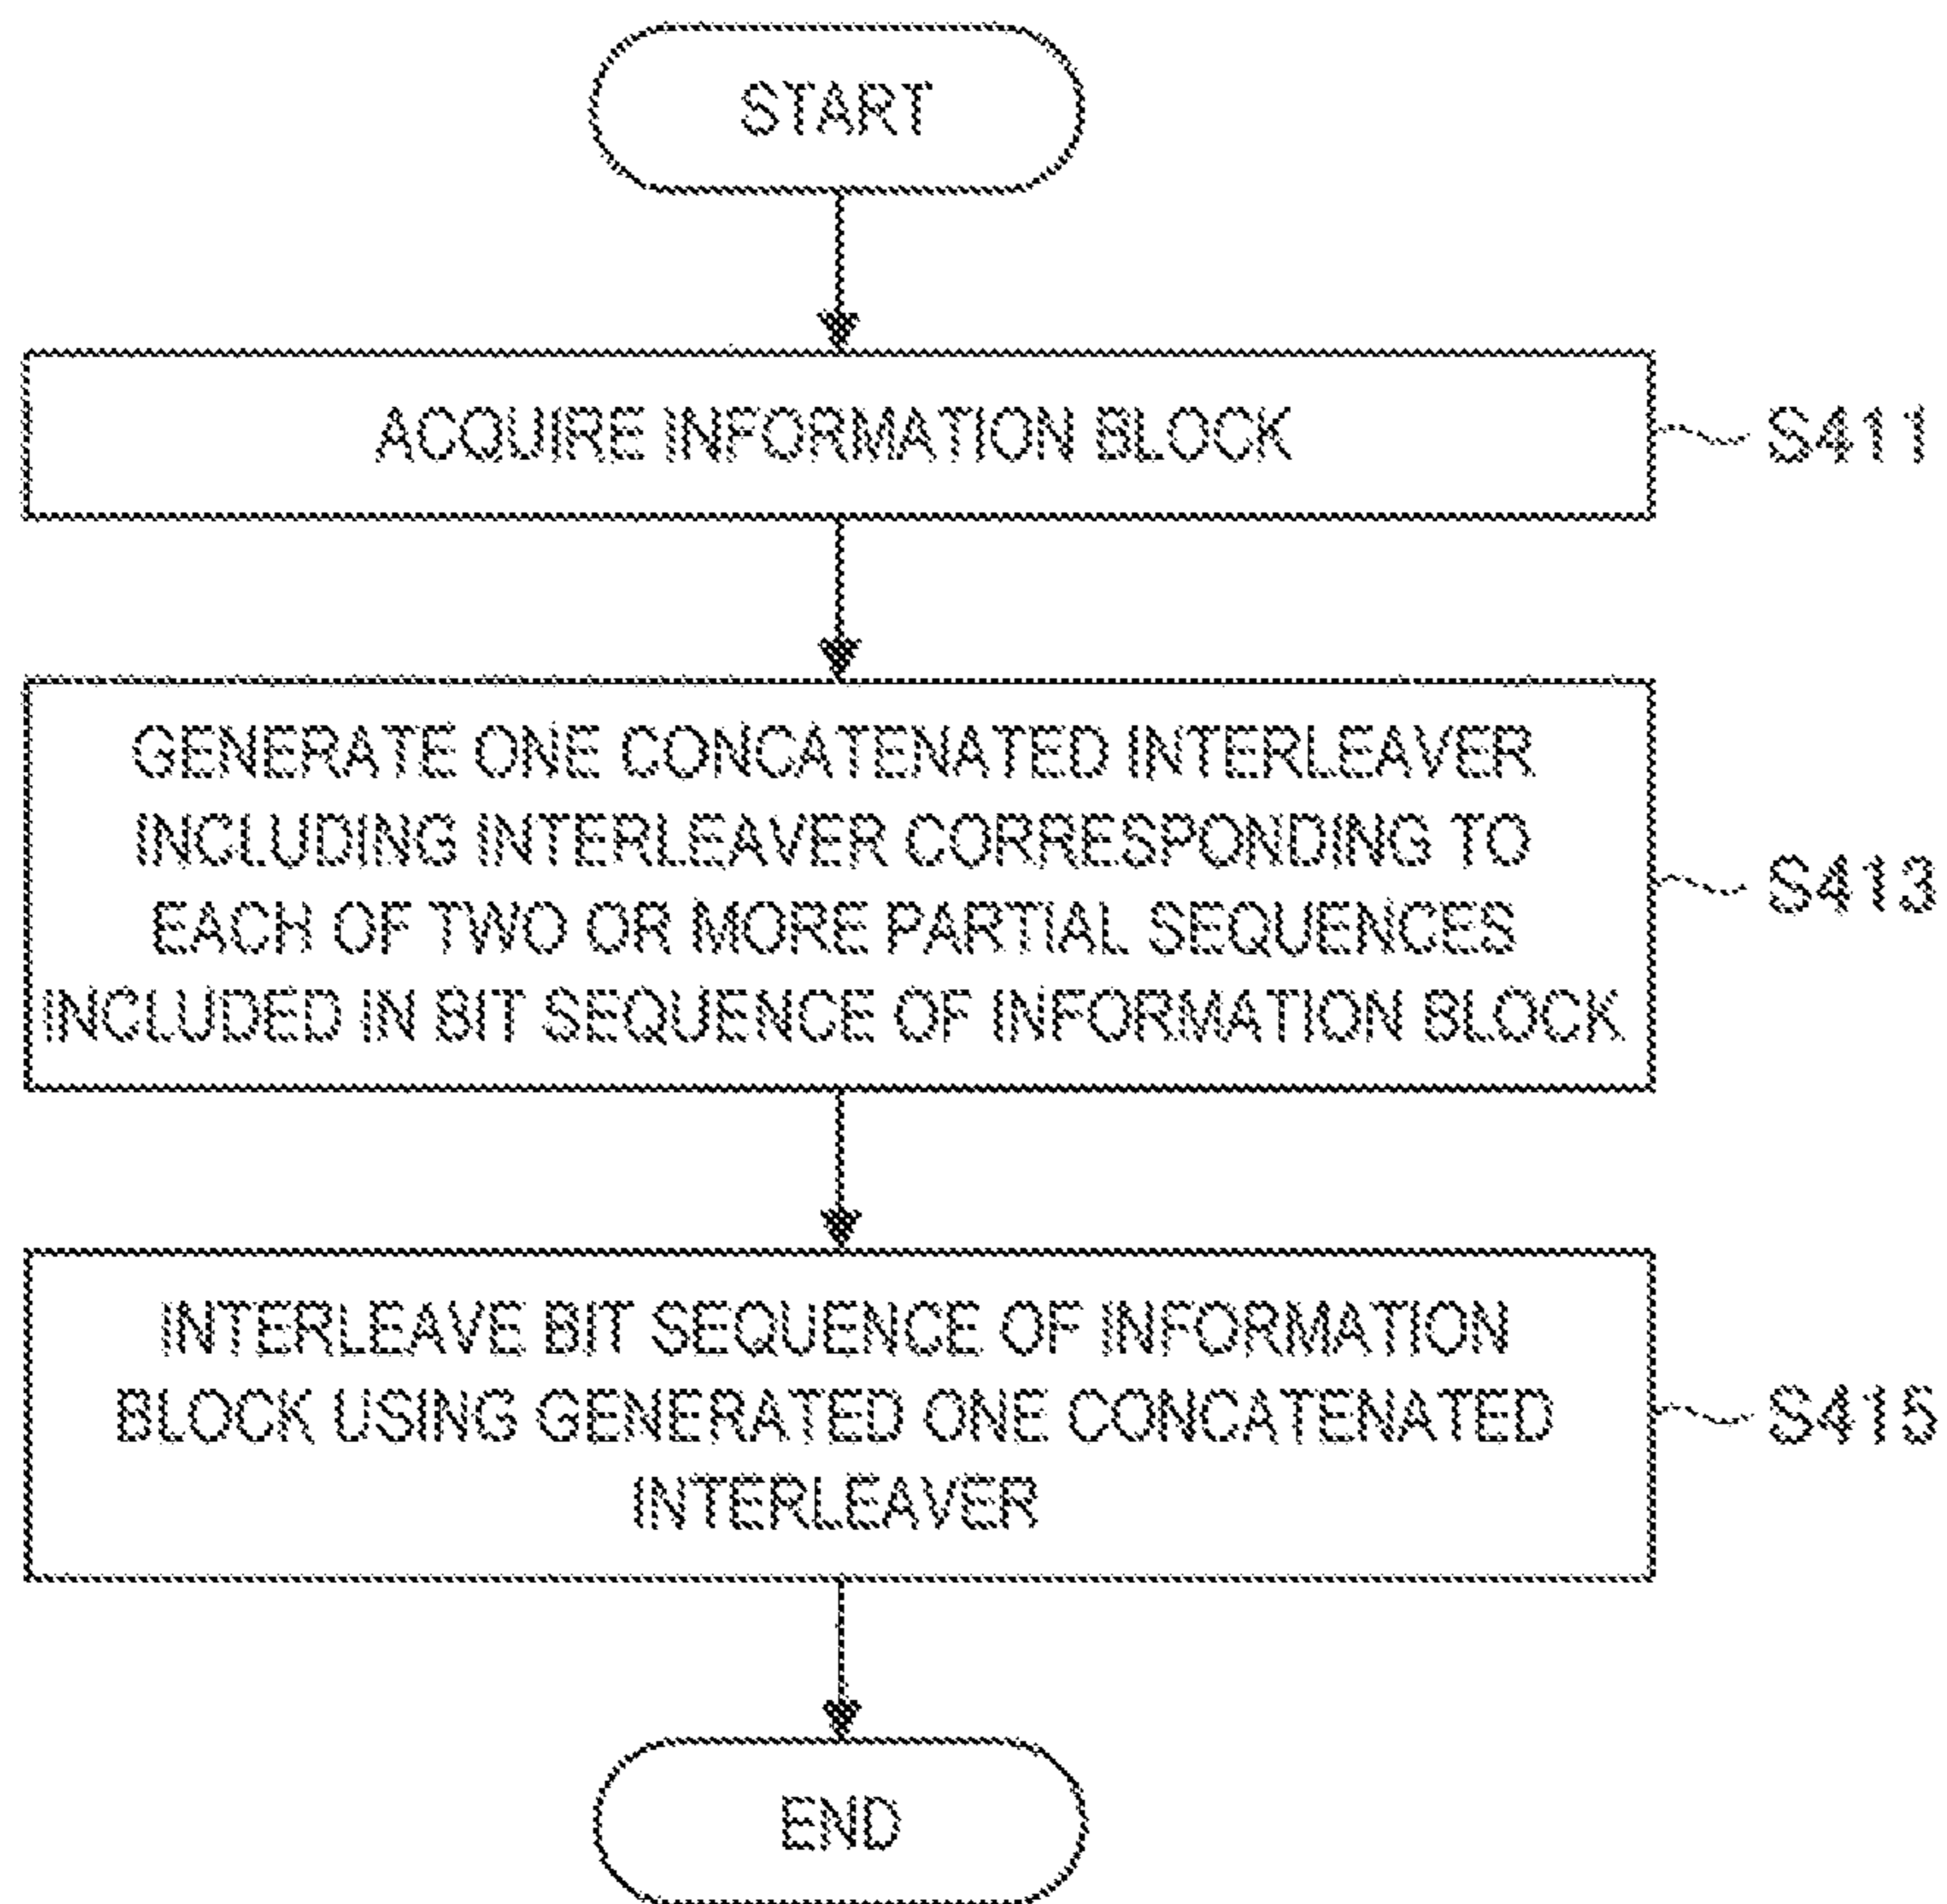 START
ACQUIRE INFORMATION BLOCK
S411
GENERATE ONE CONCATENATED INTERLEAVER
INCLUDING INTERLEAVER CORRESPONDING TO
EACH OF TWO OR MORE PARTIAL SEQUENCES
INCLUDED IN BIT SEQUENCE OF INFORMATION BLOCK
S413
INTERLEAVE BIT SEQUENCE OF INFORMATION
BLOCK USING GENERATED ONE CONCATENATED
INTERLEAVER
S415
END